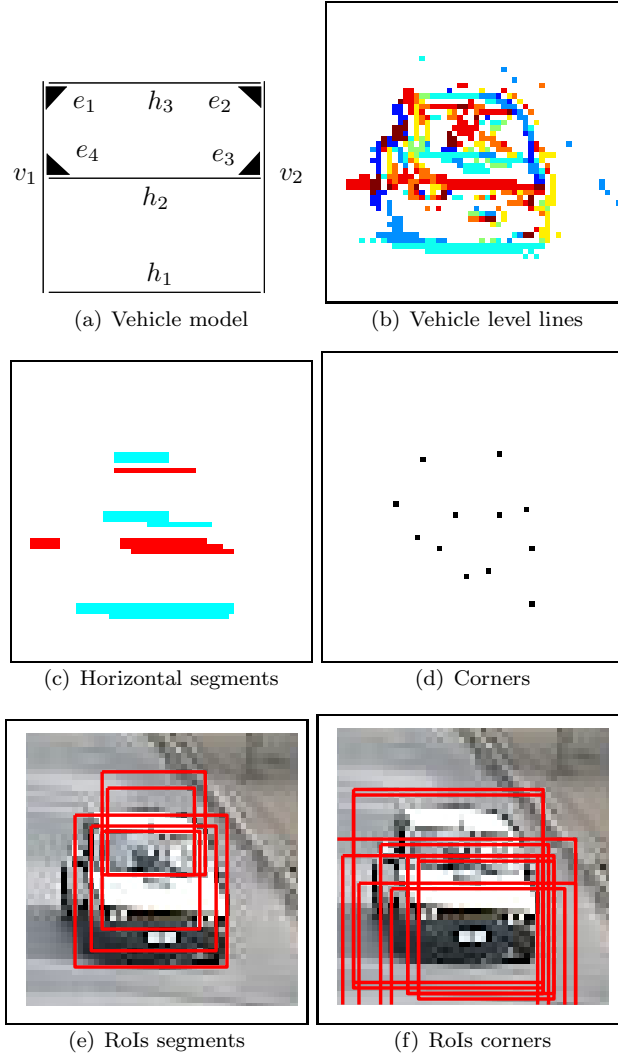 e1 h3 e2
e4 e3
v1 v2
h2
h1
(a) Vehicle model
(b) Vehicle level lines
(c) Horizontal segments
(d) Corners
(e) RoIs segments
(f) RoIs corners